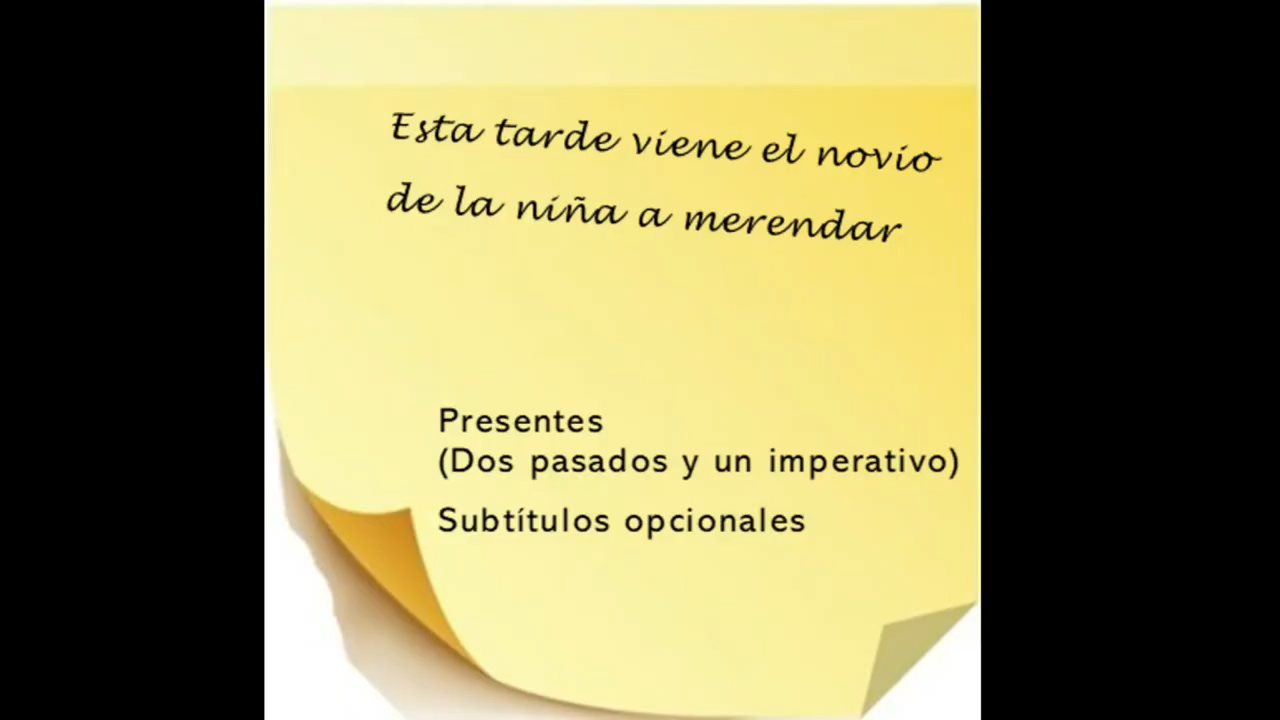 Esta tarde viene el novio
de la niña a merendar
Presentes
(Dos pasados y un imperativo)
Subtítulos opcionales